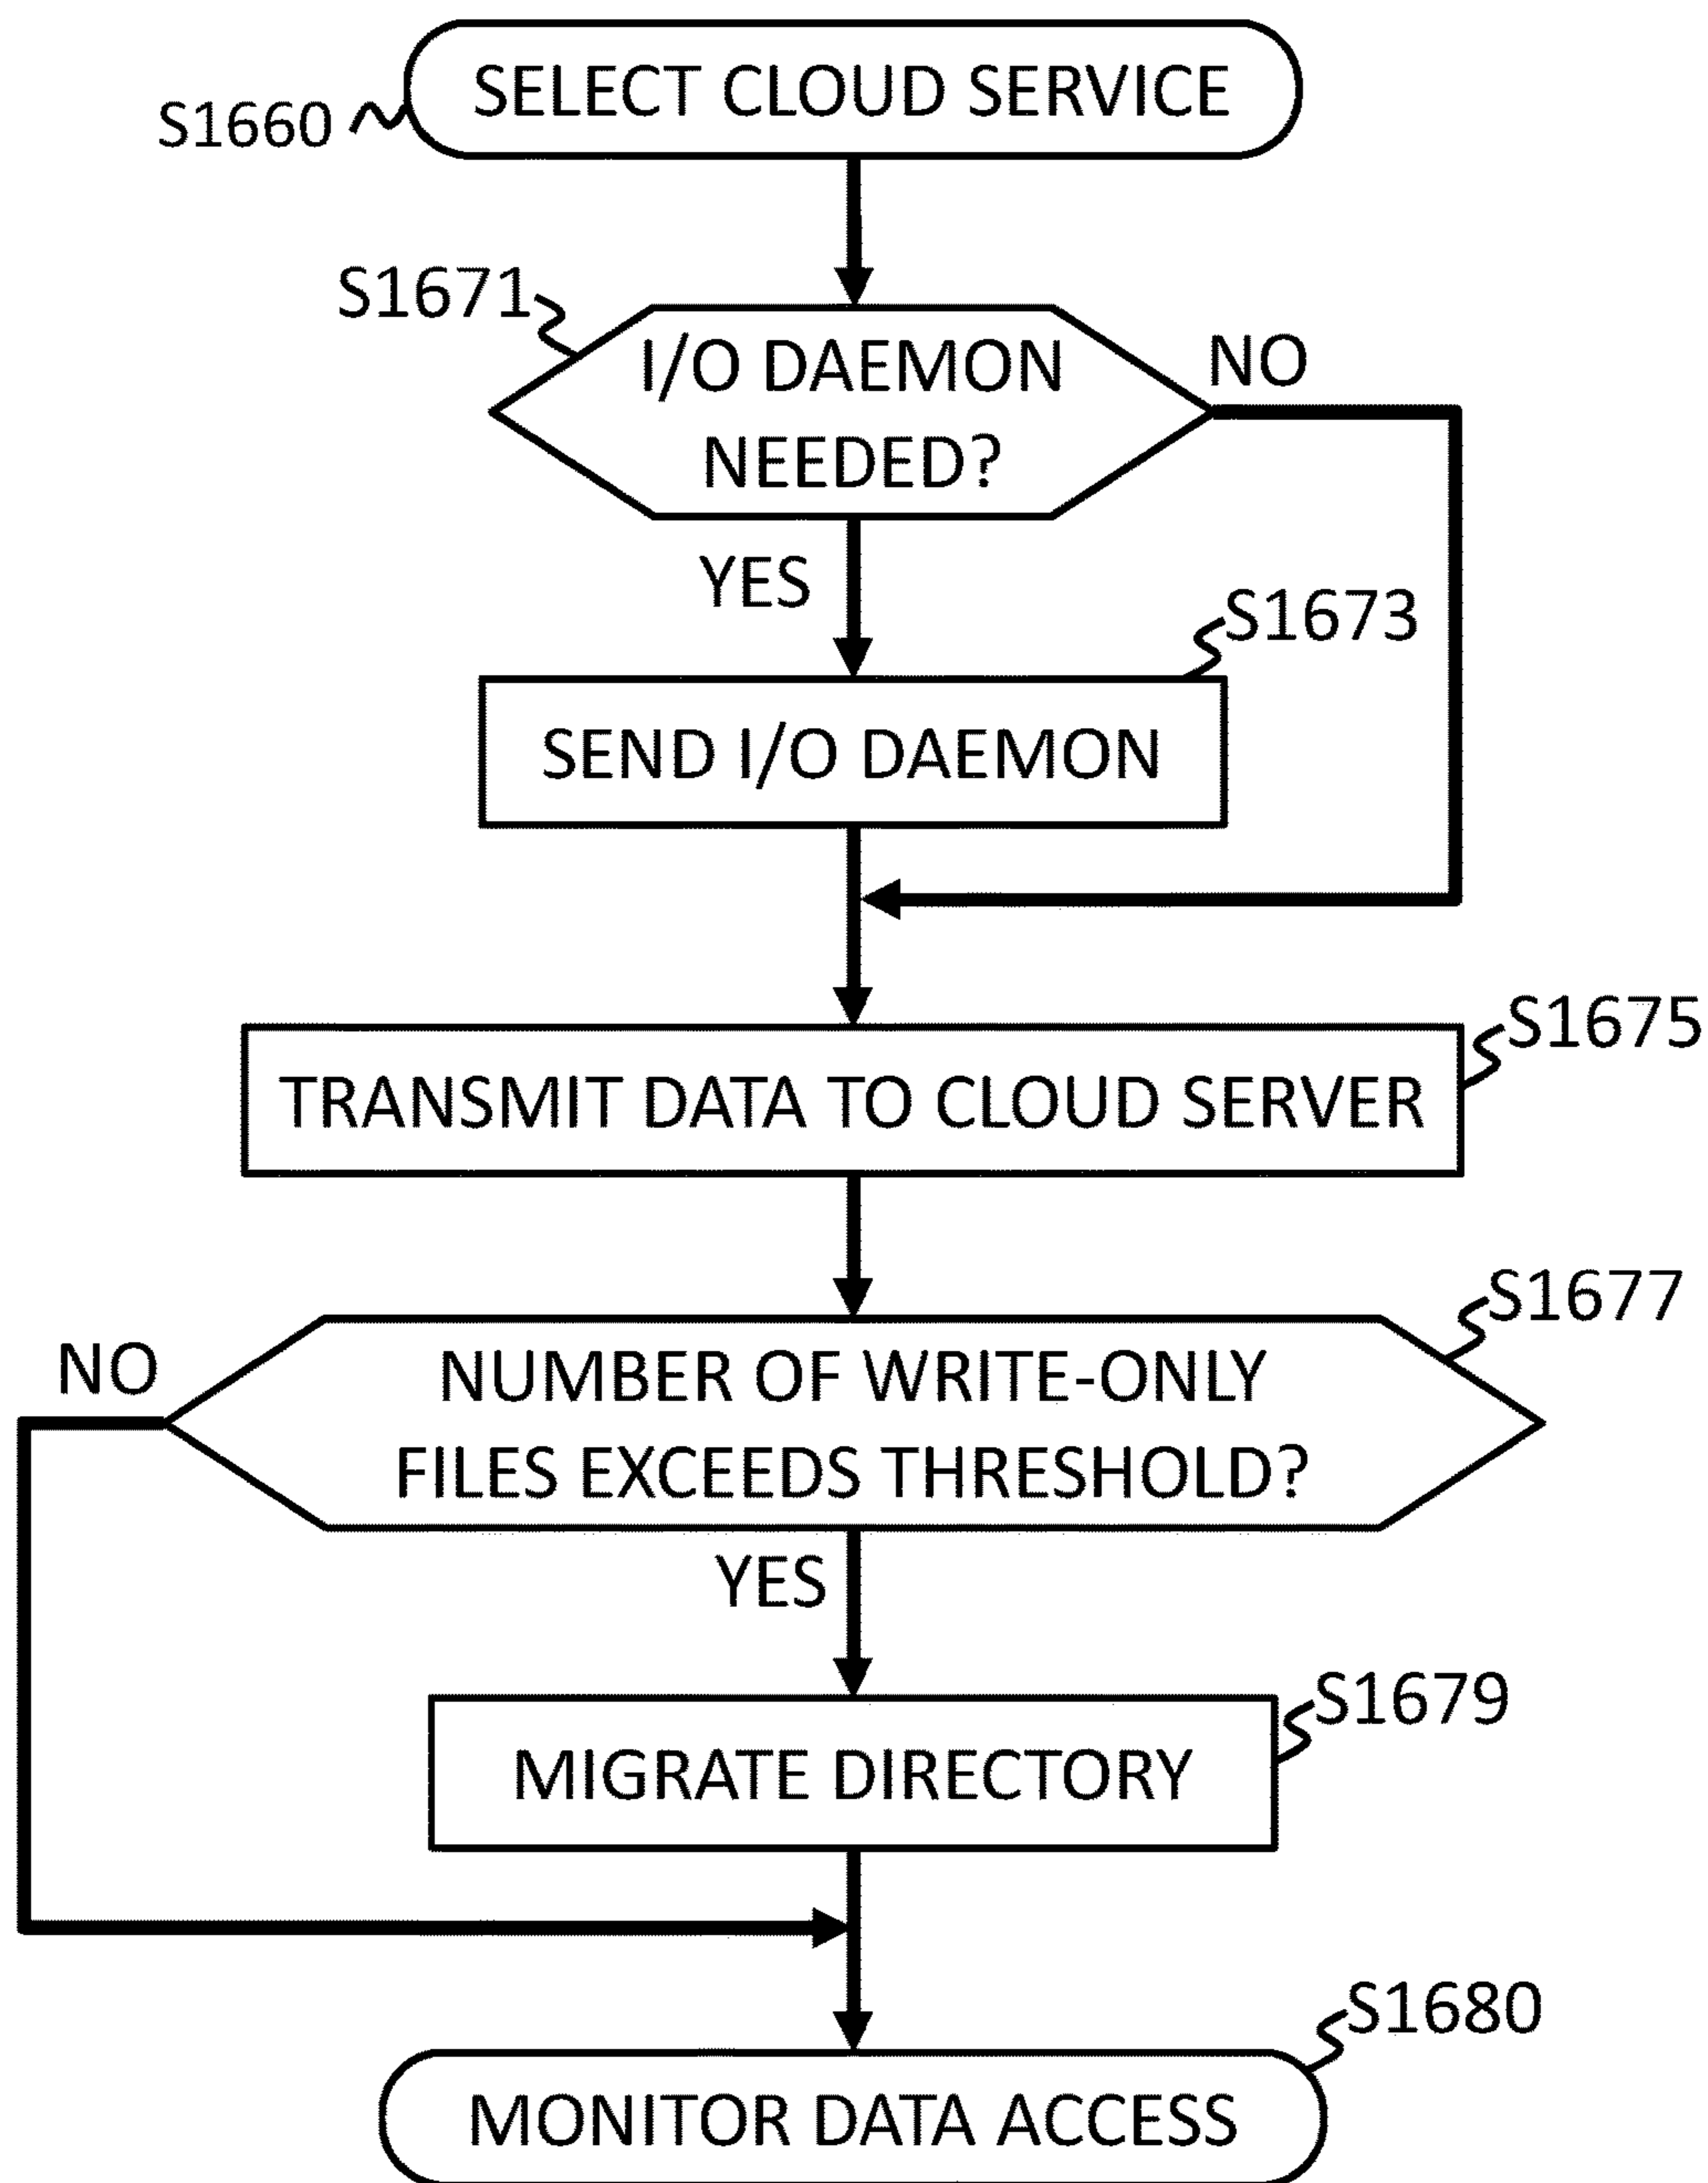 SELECT CLOUD SERVICE
S1660
S1671
I/O DAEMON
NEEDED?
NO
YES
S1673
SEND I/O DAEMON
S1675
TRANSMIT DATA TO CLOUD SERVER
S1677
NO
NUMBER OF WRITE-ONLY
FILES EXCEEDS THRESHOLD?
YES
S1679
MIGRATE DIRECTORY
S1680
MONITOR DATA ACCESS